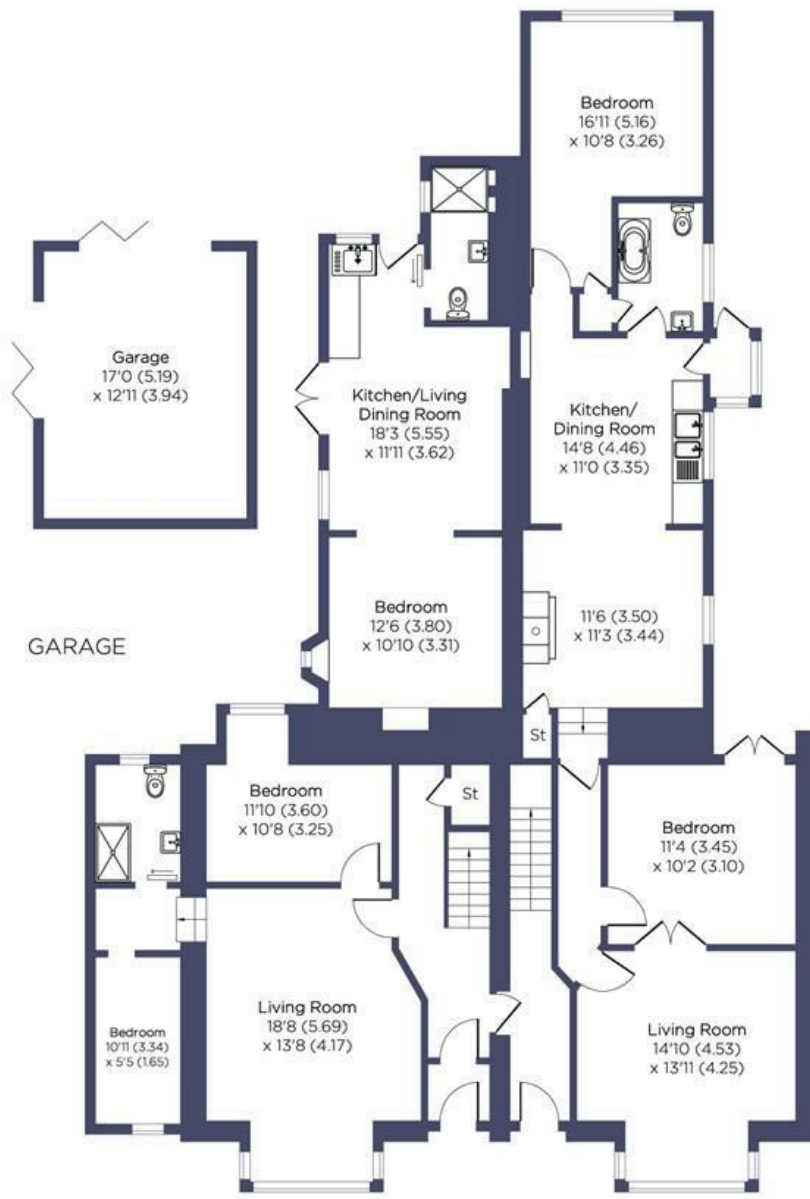 Bedroom
16'11 (5.16)
x 10'8 (3.26)
Garage
17'0 (5.19)
x 12'11 (3.94)
Kitchen/Living
Dining Room
18'3 (5.55)
x 11'11 (3.62)
Kitchen/
Dining Room
14'8 (4.46)
x 11'0 (3.35)
Bedroom
12'6 (3.80)
x 10'10 (3.31)
11'6 (3.50)
x 11'3 (3.44)
GARAGE
St
Bedroom
11'10 (3.60)
x 10'8 (3.25)
St
Bedroom
11'4 (3.45)
x 10'2 (3.10)
Living Room
18'8 (5.69)
x 13'8 (4.17)
Bedroom
10'11 (3.34)
x 5'5 (1.65)
Living Room
14'10 (4.53)
x 13'11 (4.25)